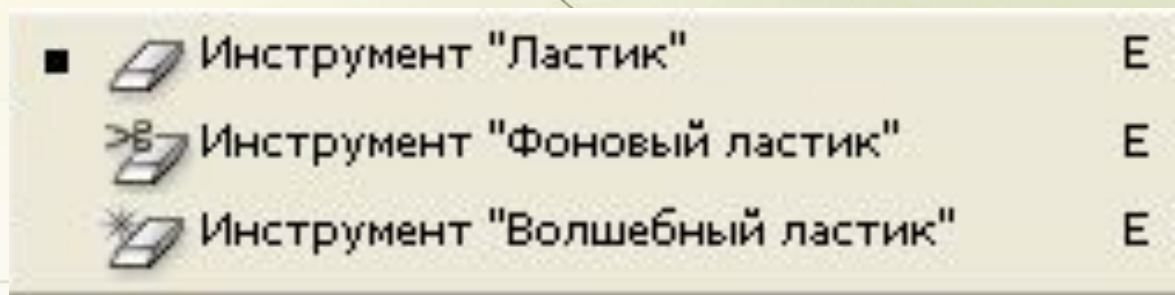 Инструмент "Ластик" E
Инструмент "Фоновый ластик" E
Инструмент "Волшебный ластик" E